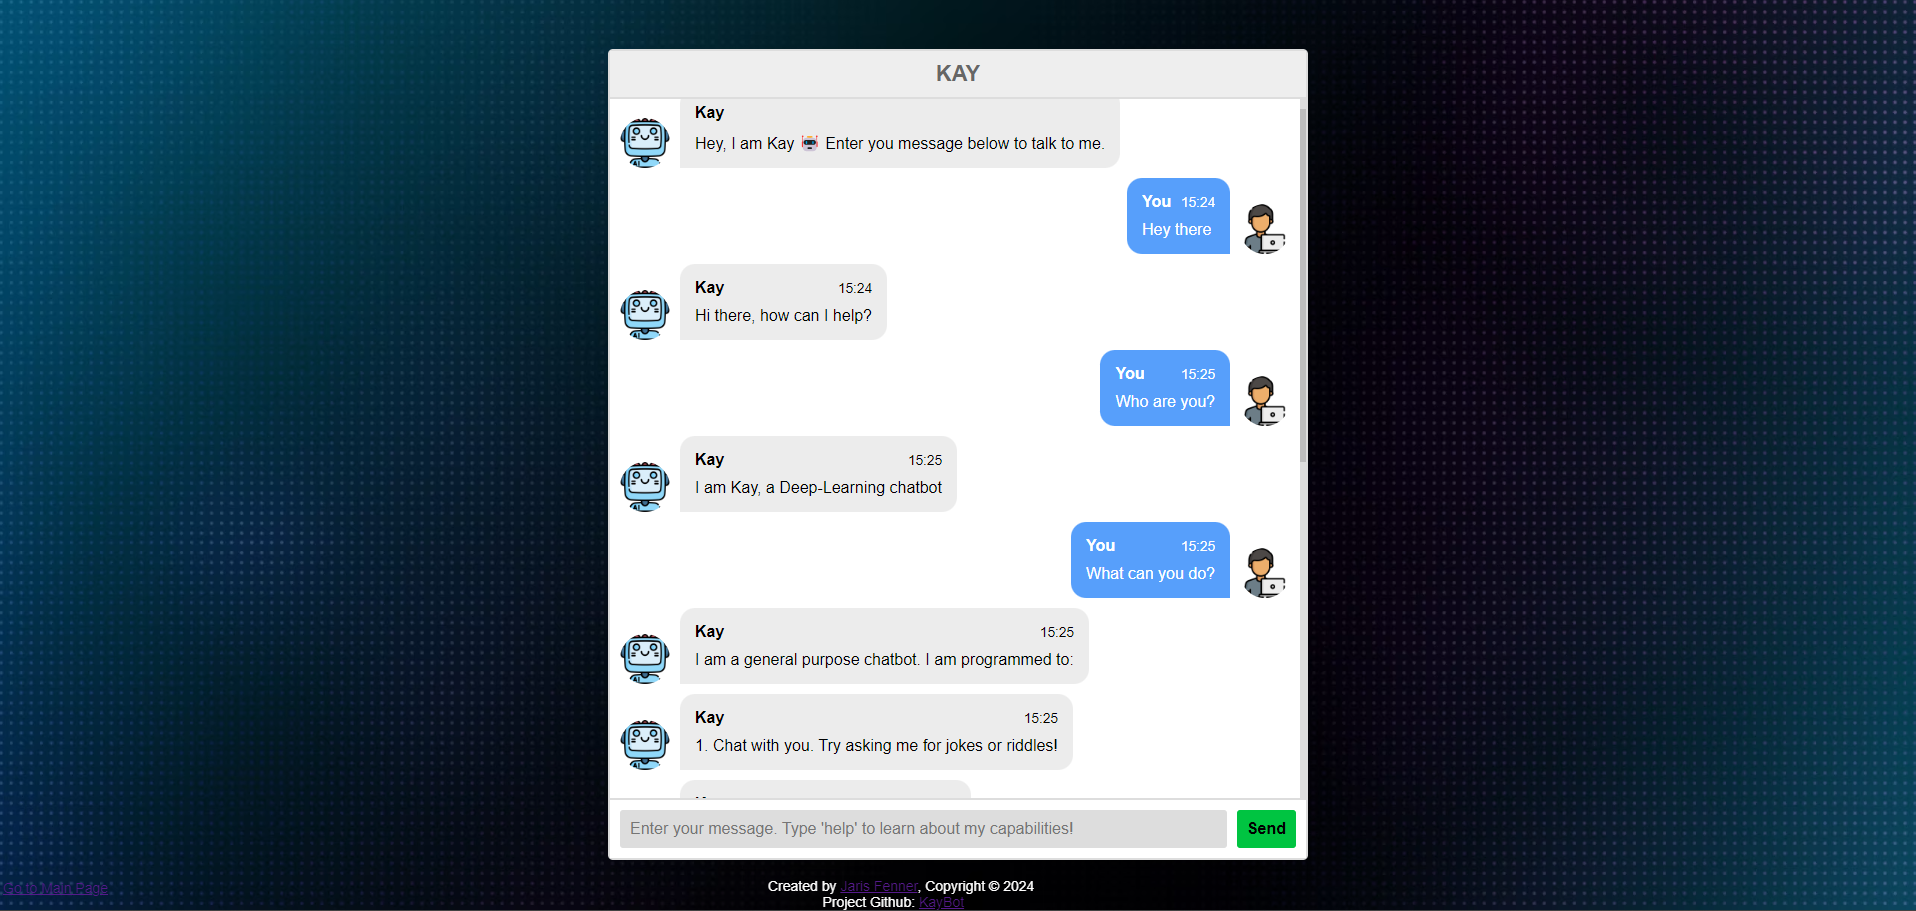 KAY
Kay
Hey, I am Kay 🤖 Enter you message below to talk to me.
You 15:24
Hey there
Kay 15:24
Hi there, how can I help?
You 15:25
Who are you?
Kay 15:25
I am Kay, a Deep-Learning chatbot
You 15:25
What can you do?
Kay 15:25
I am a general purpose chatbot. I am programmed to:
Kay 15:25
1. Chat with you. Try asking me for jokes or riddles!
Enter your message. Type 'help' to learn about my capabilities!
Send
Go to Main Page
Created by Jaris Fenner, Copyright © 2024
Project Github: KayBot